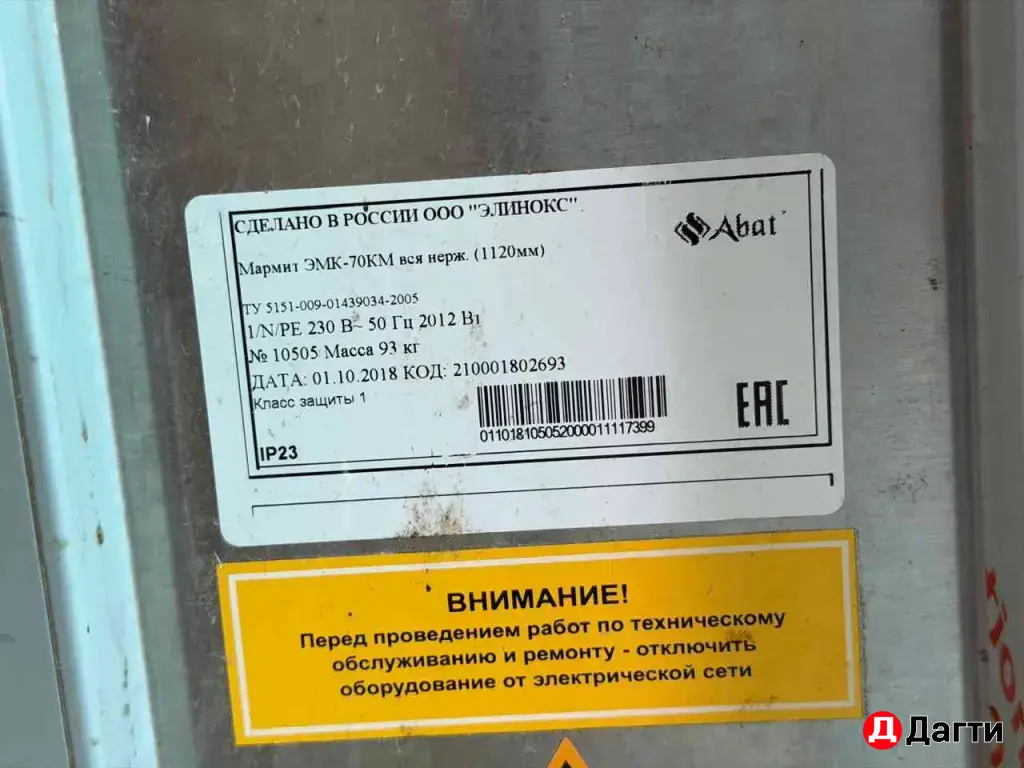 СДЕЛАНО В РОССИИ ООО "ЭЛИНОКС"
Abat
Мармит ЭМК-70КМ вся нерж. (1120мм)
ТУ 5151-009-01439034-2005
1/N/PE 230 В~ 50 Гц 2012 Вт
№ 10505 Масса 93 кг
ДАТА: 01.10.2018 КОД: 210001802693
Класс защиты 1
011018105052000011117399
EAC
IP23
ВНИМАНИЕ!
Перед проведением работ по техническому
обслуживанию и ремонту - отключить
оборудование от электрической сети
Д Дагти